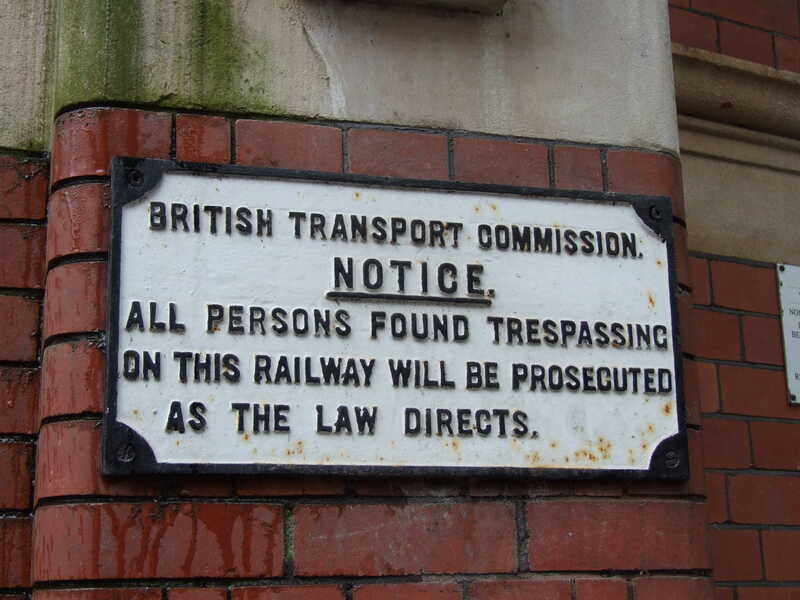 BRITISH TRANSPORT COMMISSION.
NOTICE.
ALL PERSONS FOUND TRESPASSING
ON THIS RAILWAY WILL BE PROSECUTED
AS THE LAW DIRECTS.